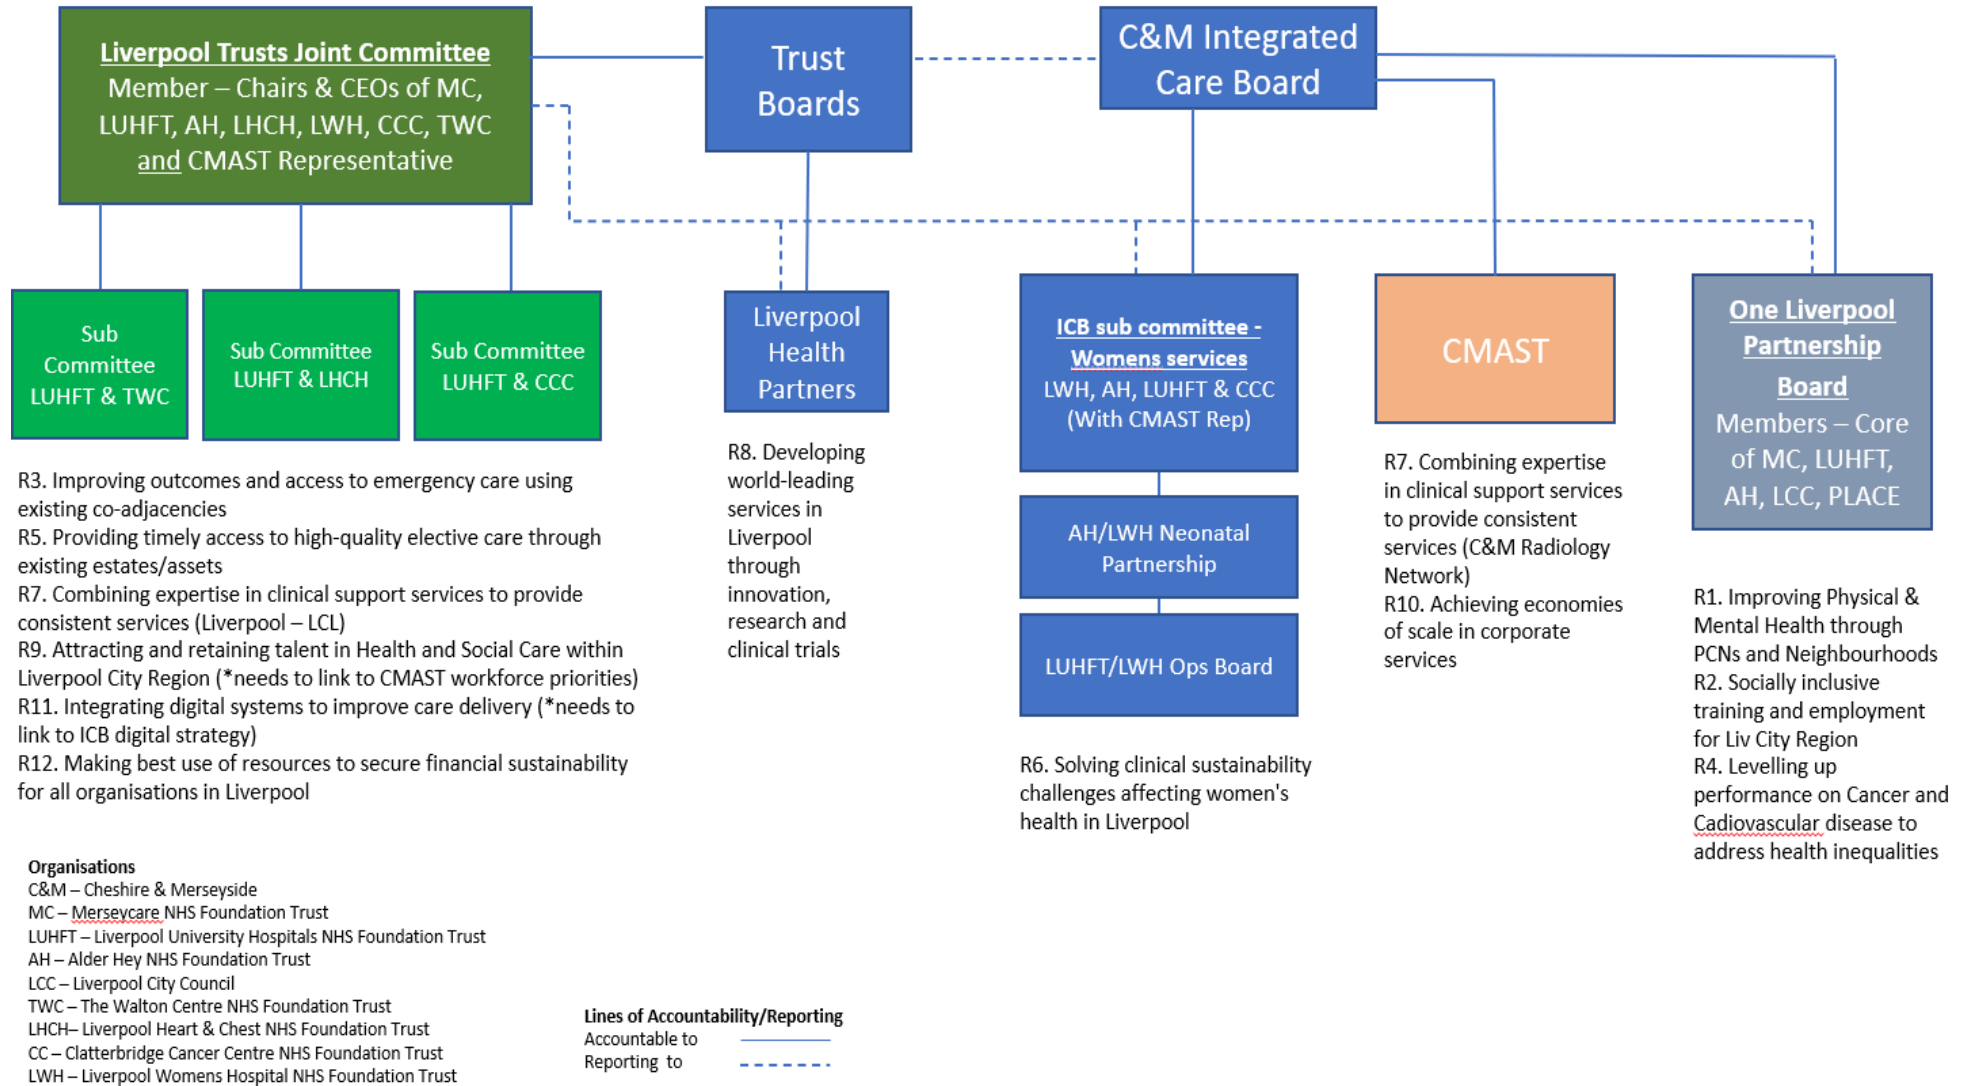 Liverpool Trusts Joint Committee
Member – Chairs & CEOs of MC,
LUHFT, AH, LHCH, LWH, CCC, TWC
and CMAST Representative
Trust
Boards
C&M Integrated
Care Board
Sub
Committee
LUHFT & TWC
Sub Committee
LUHFT & LHCH
Sub Committee
LUHFT & CCC
Liverpool
Health
Partners
ICB sub committee -
Womens services
LWH, AH, LUHFT & CCC
(With CMAST Rep)
AH/LWH Neonatal
Partnership
LUHFT/LWH Ops Board
CMAST
One Liverpool
Partnership
Board
Members – Core
of MC, LUHFT,
AH, LCC, PLACE
R3. Improving outcomes and access to emergency care using
existing co-adjacencies
R5. Providing timely access to high-quality elective care through
existing estates/assets
R7. Combining expertise in clinical support services to provide
consistent services (Liverpool – LCL)
R9. Attracting and retaining talent in Health and Social Care within
Liverpool City Region (*needs to link to CMAST workforce priorities)
R11. Integrating digital systems to improve care delivery (*needs to
link to ICB digital strategy)
R12. Making best use of resources to secure financial sustainability
for all organisations in Liverpool
R8. Developing
world-leading
services in
Liverpool
through
innovation,
research and
clinical trials
R6. Solving clinical sustainability
challenges affecting women's
health in Liverpool
R7. Combining expertise
in clinical support services
to provide consistent
services (C&M Radiology
Network)
R10. Achieving economies
of scale in corporate
services
R1. Improving Physical &
Mental Health through
PCNs and Neighbourhoods
R2. Socially inclusive
training and employment
for Liv City Region
R4. Levelling up
performance on Cancer and
Cadiovascular disease to
address health inequalities
Organisations
C&M – Cheshire & Merseyside
MC – Merseycare NHS Foundation Trust
LUHFT – Liverpool University Hospitals NHS Foundation Trust
AH – Alder Hey NHS Foundation Trust
LCC – Liverpool City Council
TWC – The Walton Centre NHS Foundation Trust
LHCH– Liverpool Heart & Chest NHS Foundation Trust
CC – Clatterbridge Cancer Centre NHS Foundation Trust
LWH – Liverpool Womens Hospital NHS Foundation Trust
Lines of Accountability/Reporting
Accountable to
Reporting to